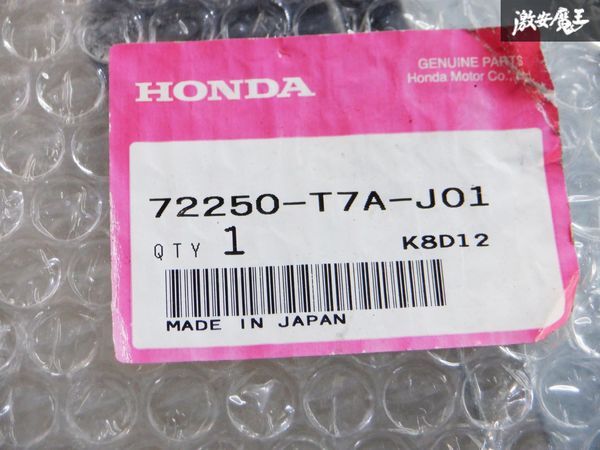 激安魔王
HONDA
GENUINE PARTS
Honda Motor Co.,
72250-T7A-J01
QTY 1
K8D12
MADE IN JAPAN